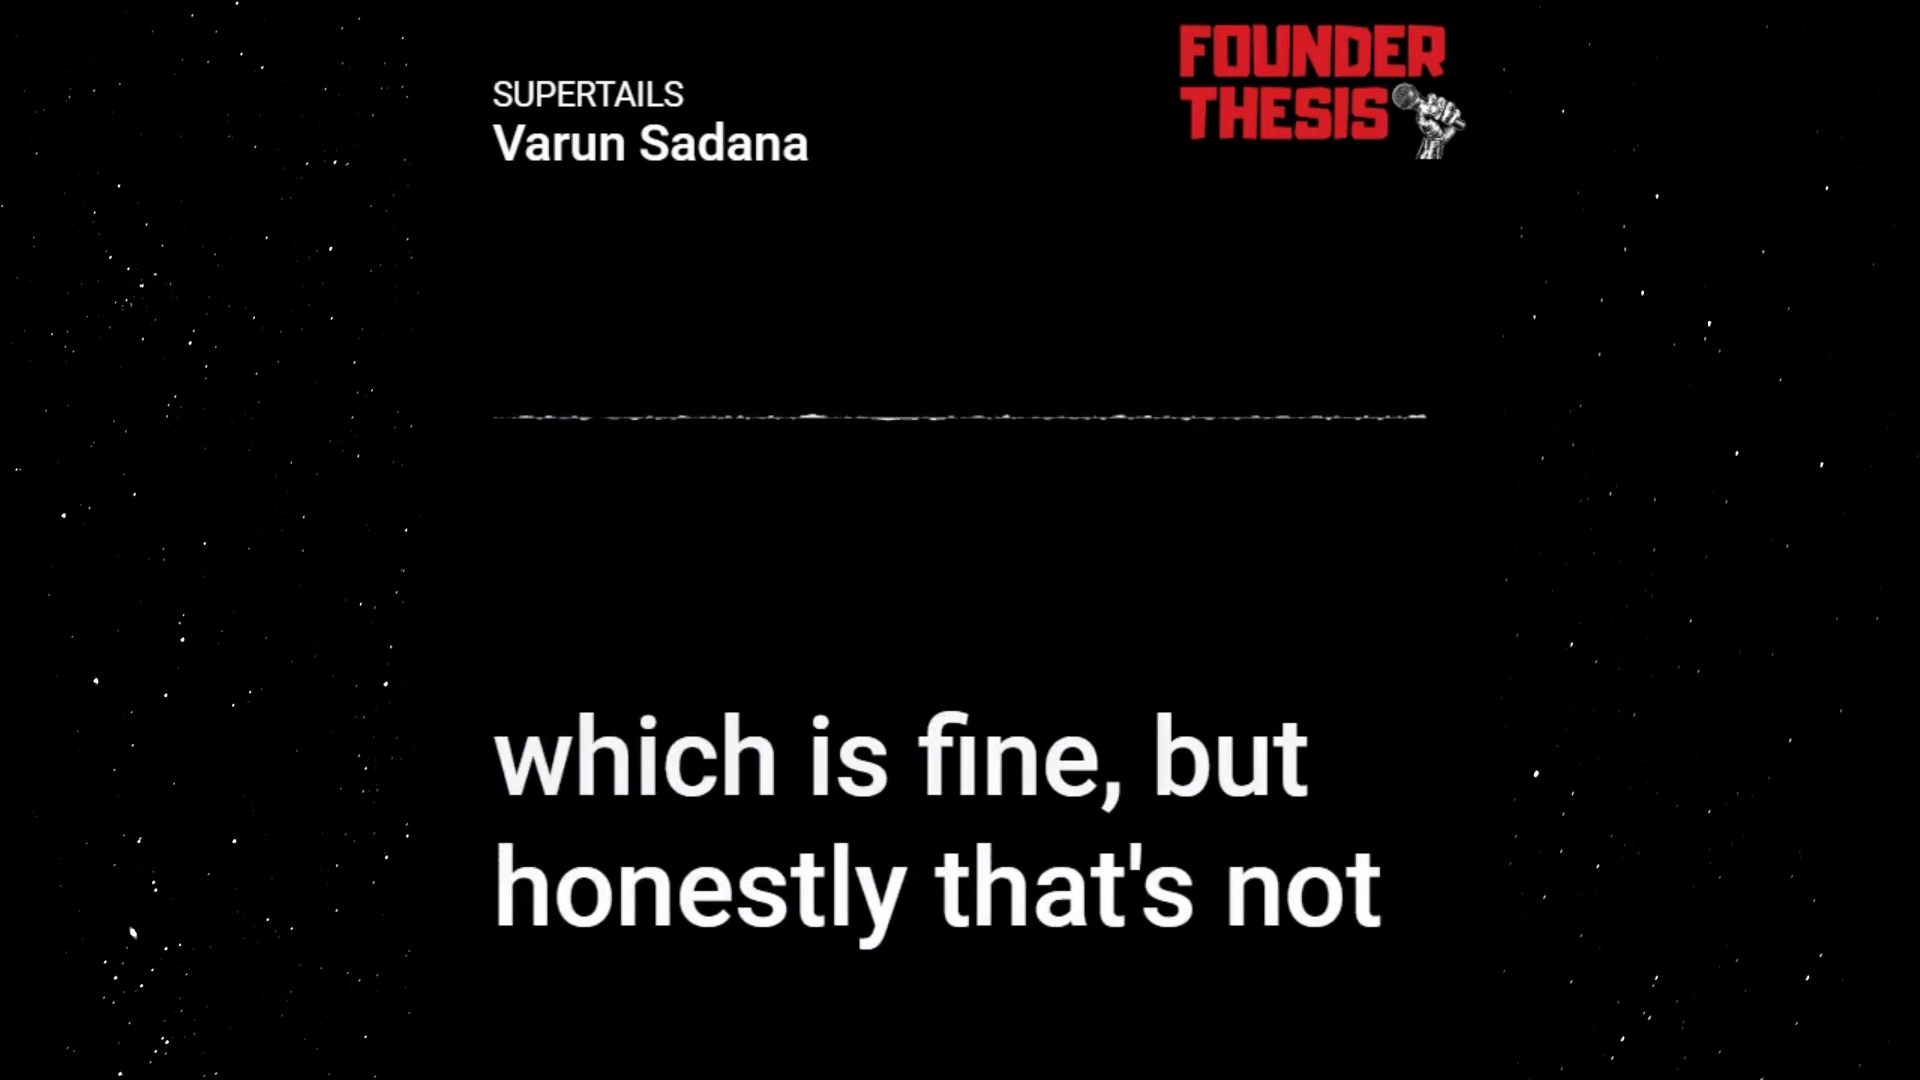 SUPERTAILS
Varun Sadana
FOUNDER
THESIS
which is fine, but
honestly that's not